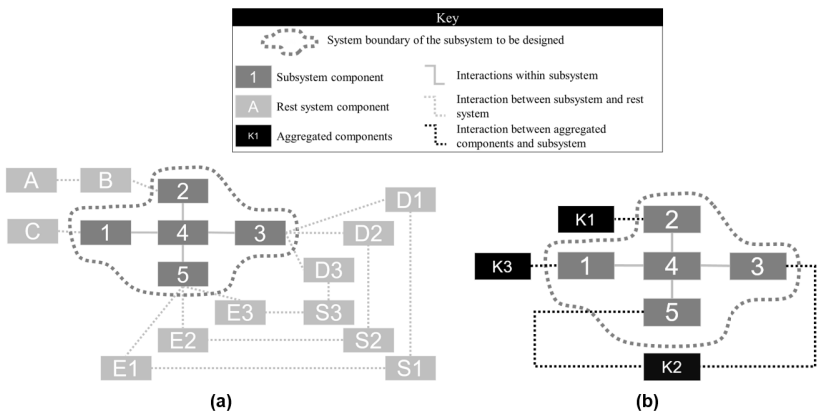 Key
System boundary of the subsystem to be designed
1 Subsystem component
Interactions within subsystem
A Rest system component
Interaction between subsystem and rest
system
K1 Aggregated components
Interaction between aggregated
components and subsystem
A B 2 D1
C 1 4 3 D2
5 D3
E3 S3
E2 S2
E1 S1
(a)
K1 2
K3 1 4 3
5
K2
(b)